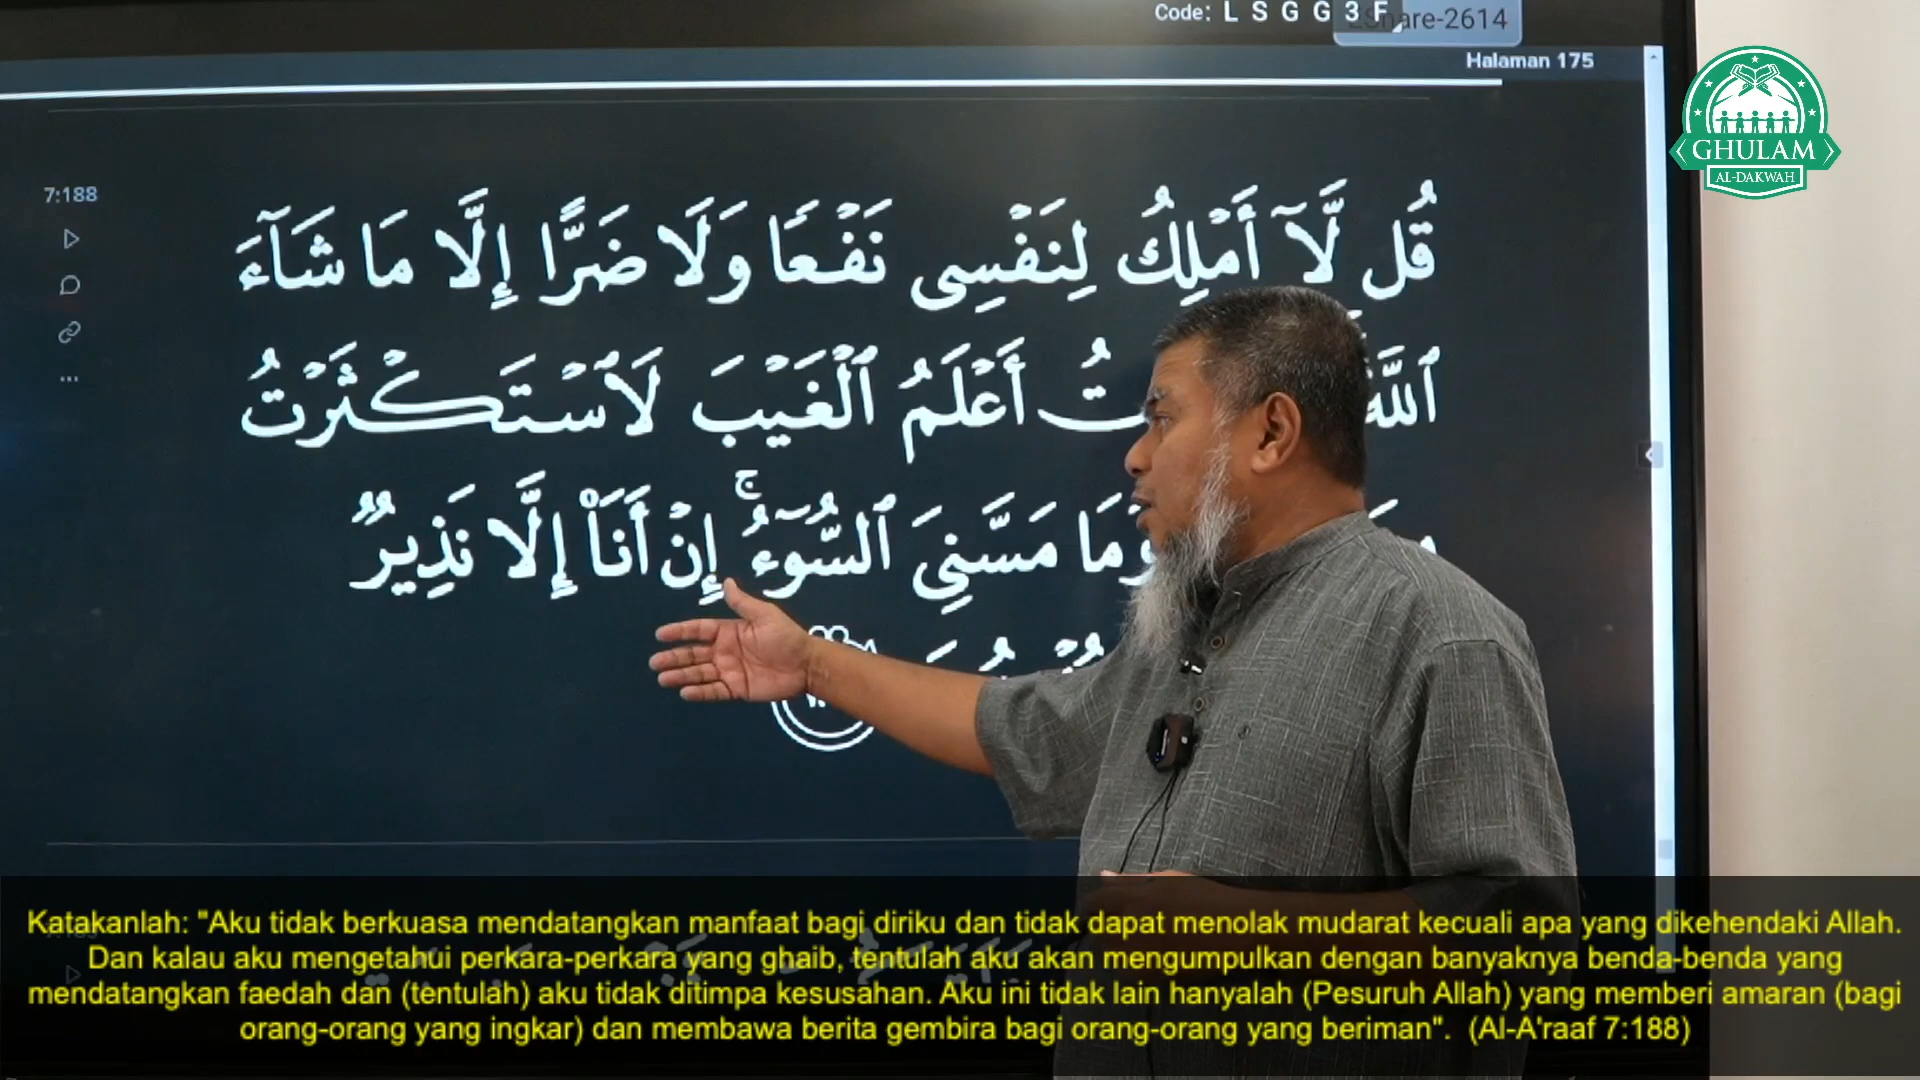 Code: L S G G 3 F
Share-2614
Halaman 175
GHULAM
AL-DAKWAH
7:188
قُل لَّآ أَمۡلِكُ لِنَفۡسِي نَفۡعٗا وَلَا ضَرًّا إِلَّا مَا شَآءَ
ٱللَّهُ أَعۡلَمُ ٱلۡغَيۡبَ لَٱسۡتَكۡثَرۡتُ
وَمَا مَسَّنِيَ ٱلسُّوٓءُۚ إِنۡ أَنَا۠ إِلَّا نَذِيرٞ
Katakanlah: "Aku tidak berkuasa mendatangkan manfaat bagi diriku dan tidak dapat menolak mudarat kecuali apa yang dikehendaki Allah.
Dan kalau aku mengetahui perkara-perkara yang ghaib, tentulah aku akan mengumpulkan dengan banyaknya benda-benda yang
mendatangkan faedah dan (tentulah) aku tidak ditimpa kesusahan. Aku ini tidak lain hanyalah (Pesuruh Allah) yang memberi amaran (bagi
orang-orang yang ingkar) dan membawa berita gembira bagi orang-orang yang beriman". (Al-A'raaf 7:188)